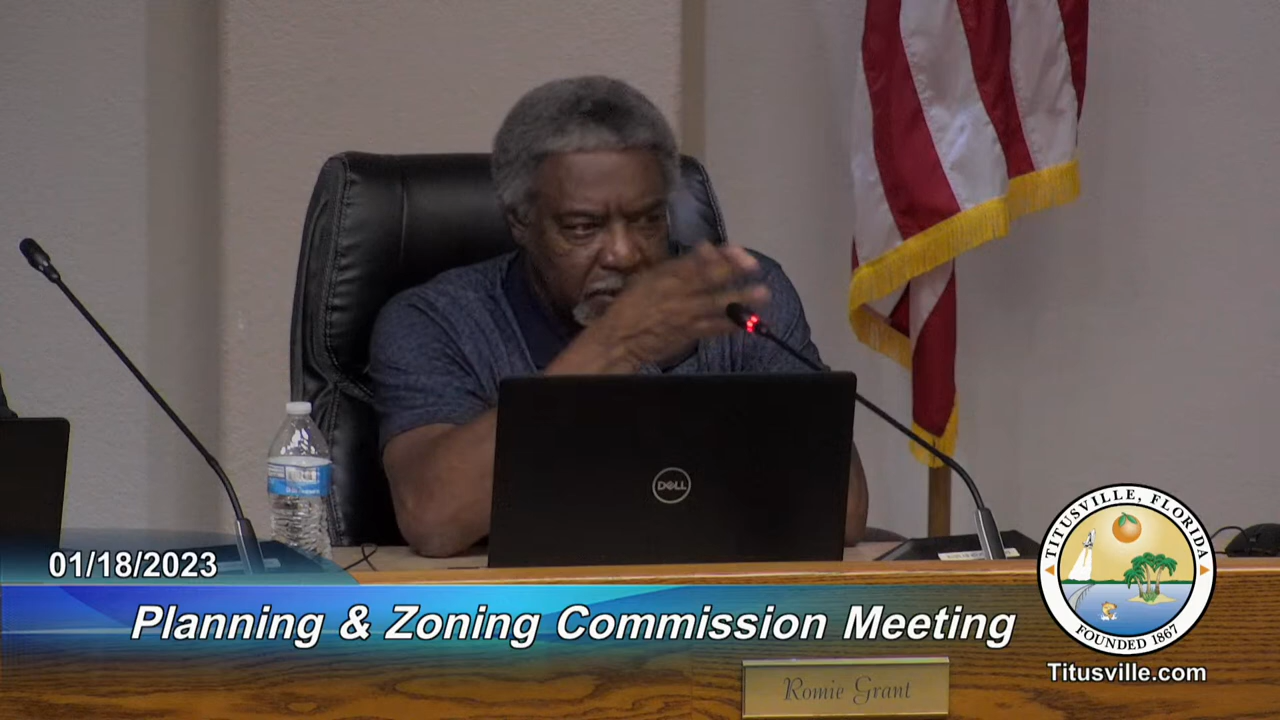 DELL
01/18/2023
Planning & Zoning Commission Meeting
TITUSVILLE, FLORIDA
FOUNDED 1867
Titusville.com
Romie Grant